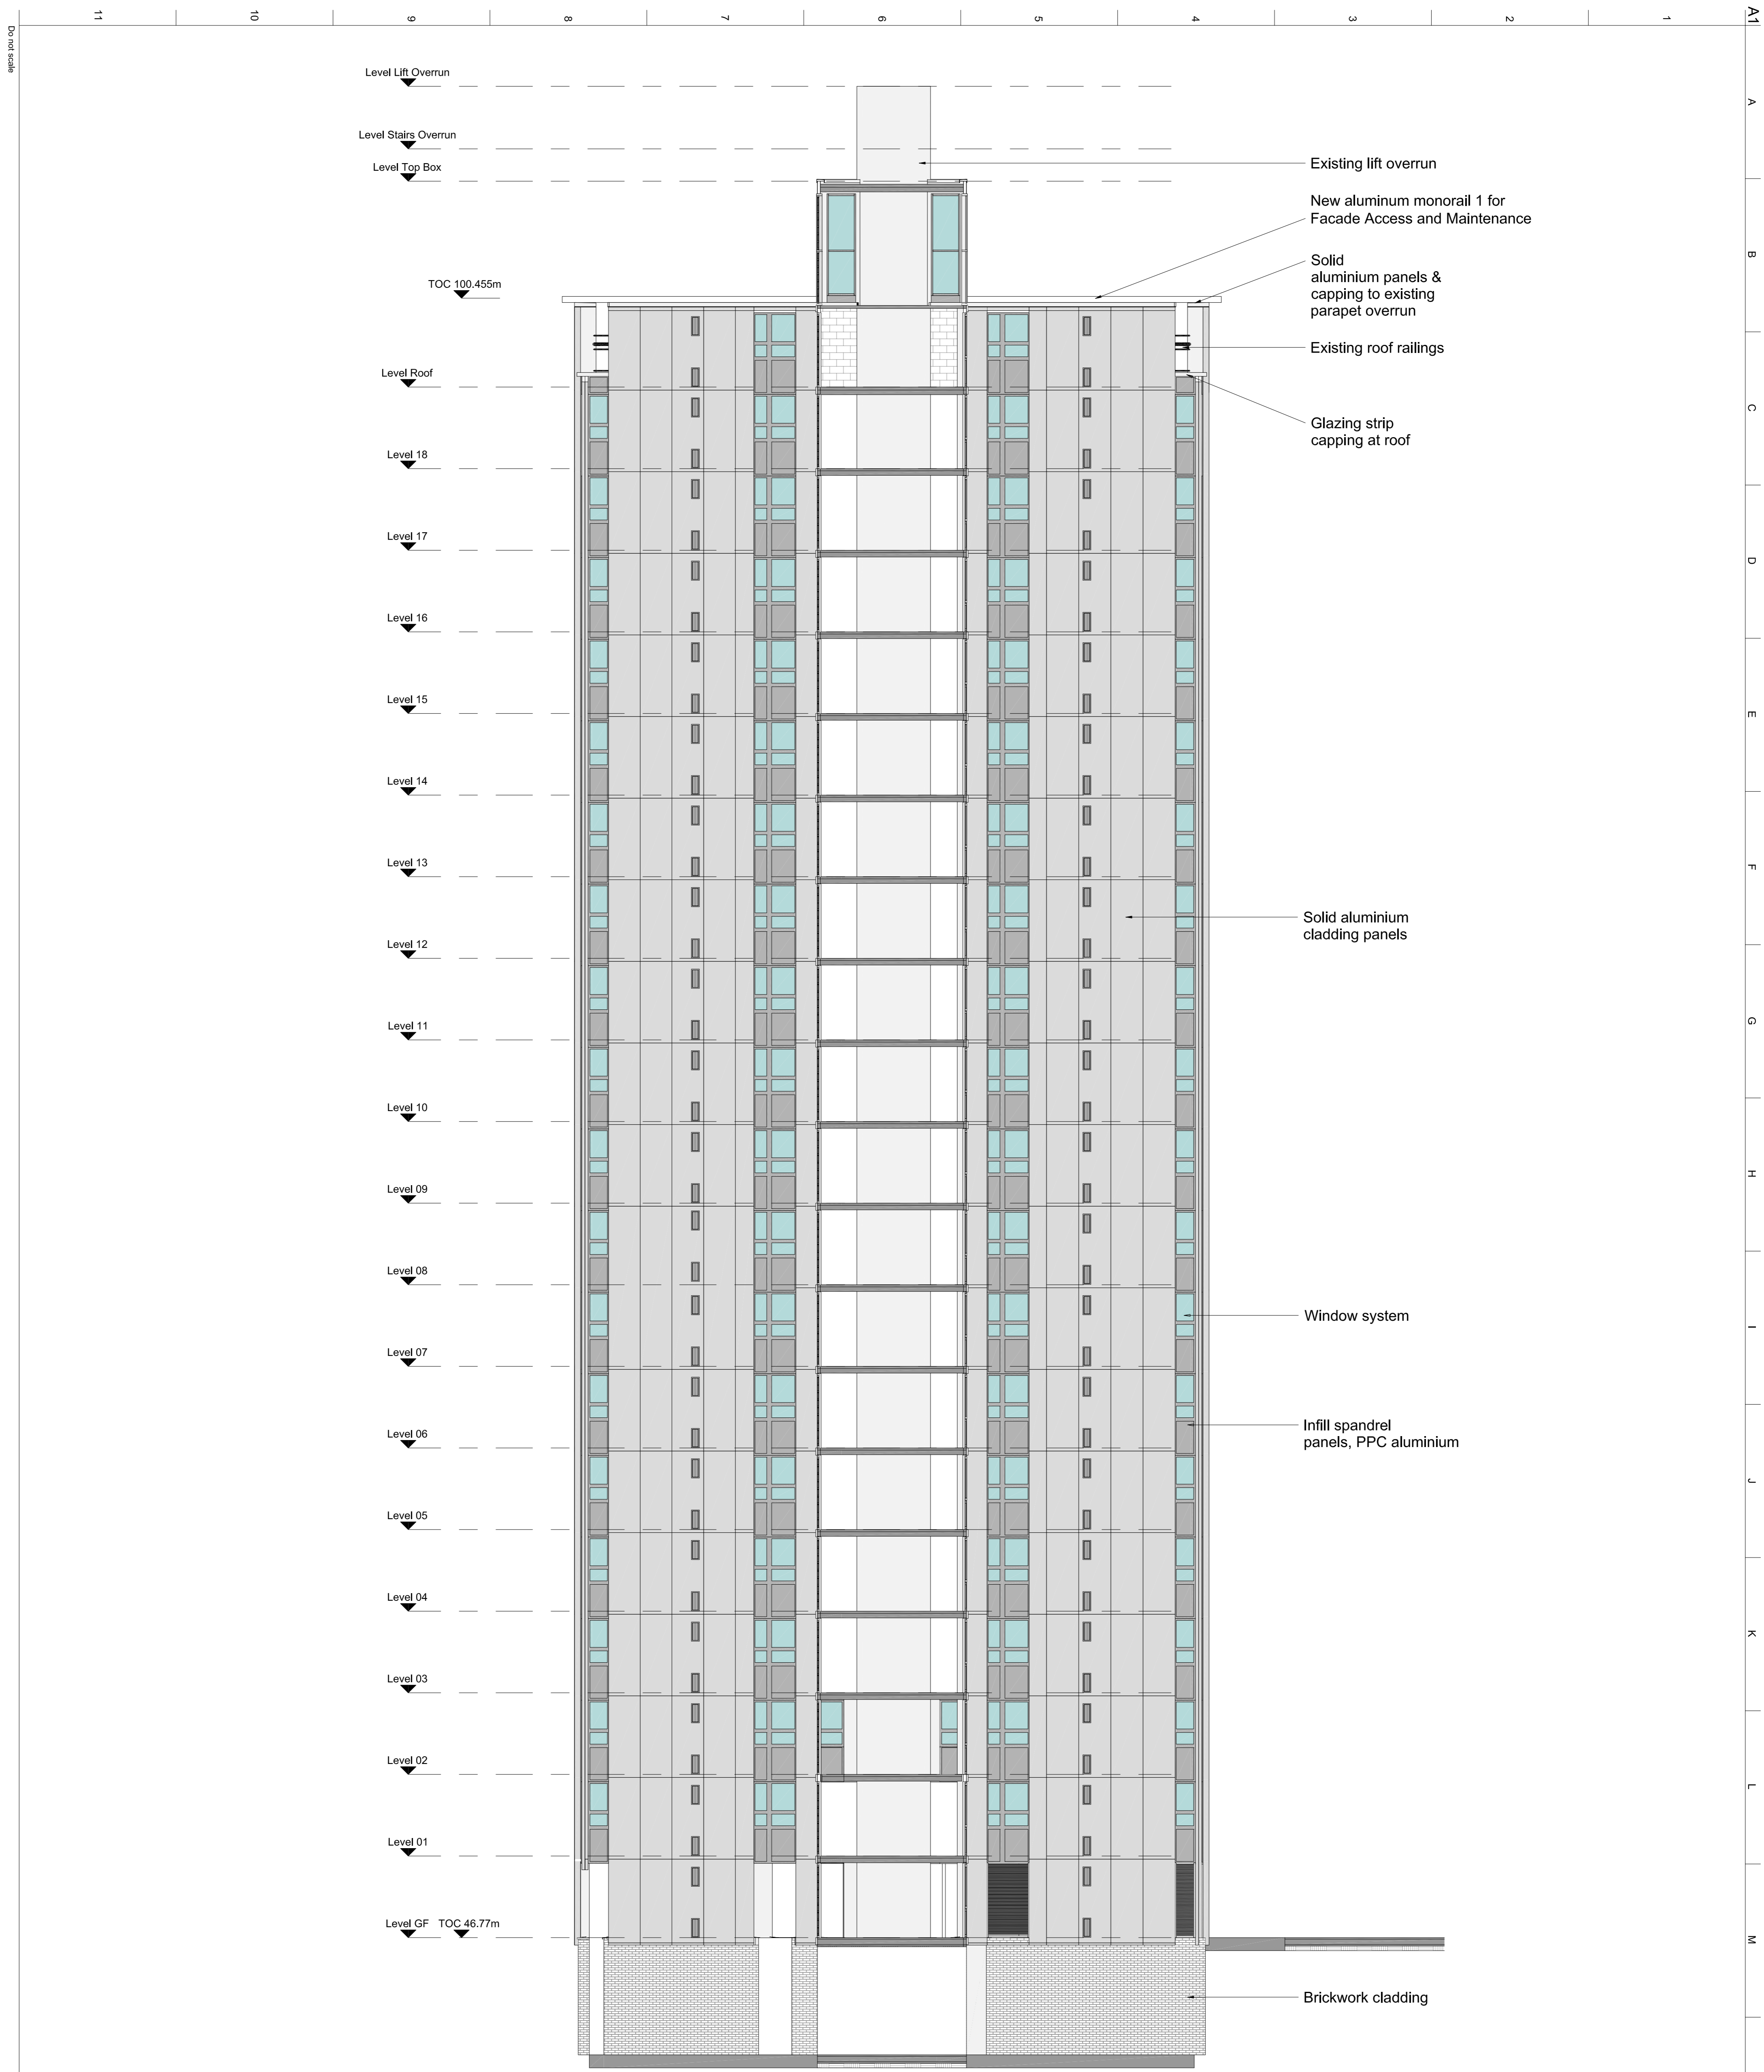 11
10
9
8
7
6
5
4
3
2
1
A1
Do not scale
Level Lift Overrun
A
Level Stairs Overrun
Level Top Box
Existing lift overrun
New aluminum monorail 1 for
Facade Access and Maintenance
B
Solid
aluminium panels &
capping to existing
parapet overrun
TOC 100.455m
Existing roof railings
Level Roof
C
Glazing strip
capping at roof
Level 18
Level 17
D
Level 16
Level 15
E
Level 14
Level 13
F
Solid aluminium
cladding panels
Level 12
Level 11
G
Level 10
H
Level 09
Level 08
Window system
I
Level 07
Infill spandrel
panels, PPC aluminium
Level 06
J
Level 05
Level 04
K
Level 03
Level 02
L
Level 01
Level GF TOC 46.77m
M
Brickwork cladding